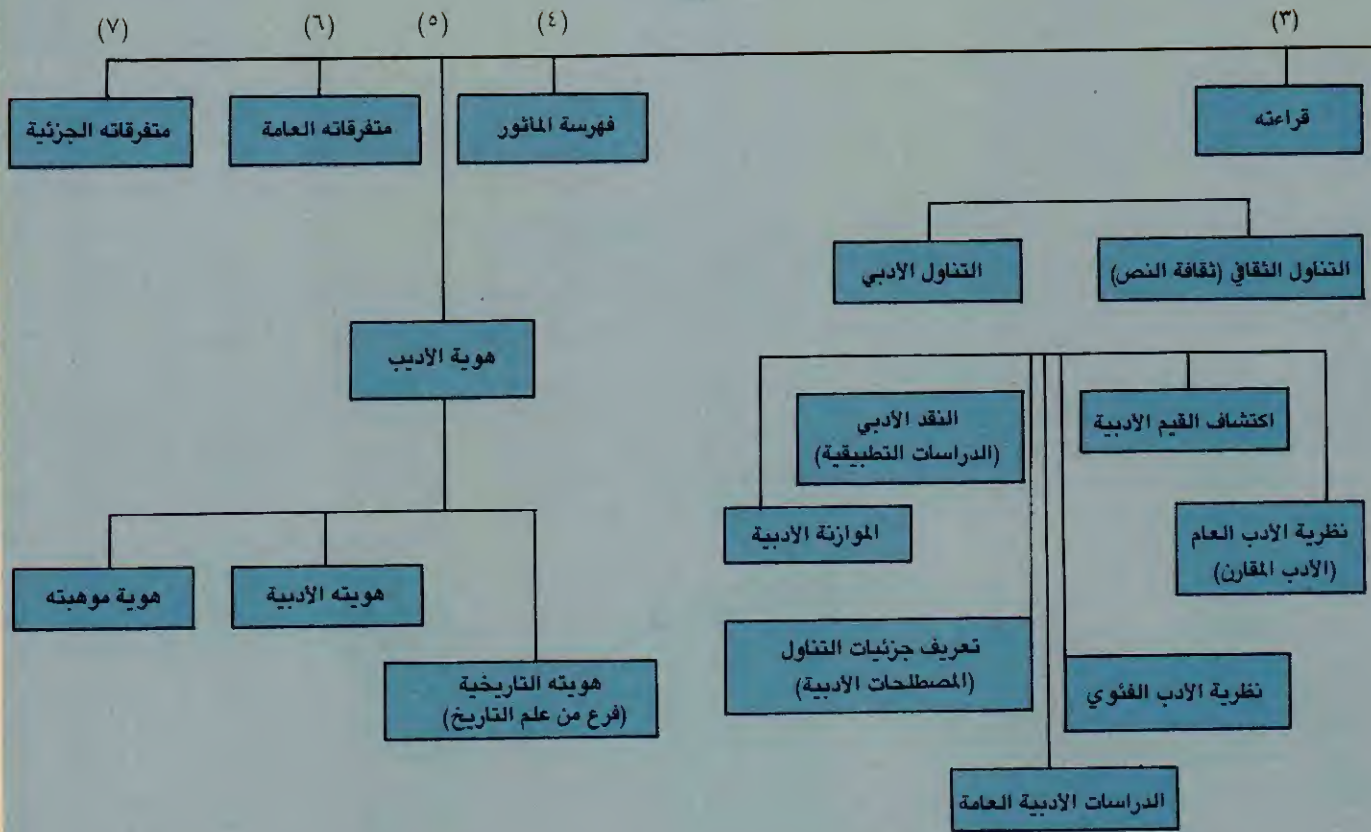 (٣)
(٤)
(٥)
(٦)
(٧)
قراءته
فهرسة المأثور
متفرقاته العامة
متفرقاته الجزئية
التناول الثقافي (ثقافة النص)
التناول الأدبي
هوية الأديب
اكتشاف القيم الأدبية
النقد الأدبي
(الدراسات التطبيقية)
نظرية الأدب العام
(الأدب المقارن)
الموازنة الأدبية
هويته الأدبية
هوية موهبته
نظرية الأدب الفئوي
تعريف جزئيات التناول
(المصطلحات الأدبية)
هويته التاريخية
(فرع من علم التاريخ)
الدراسات الأدبية العامة